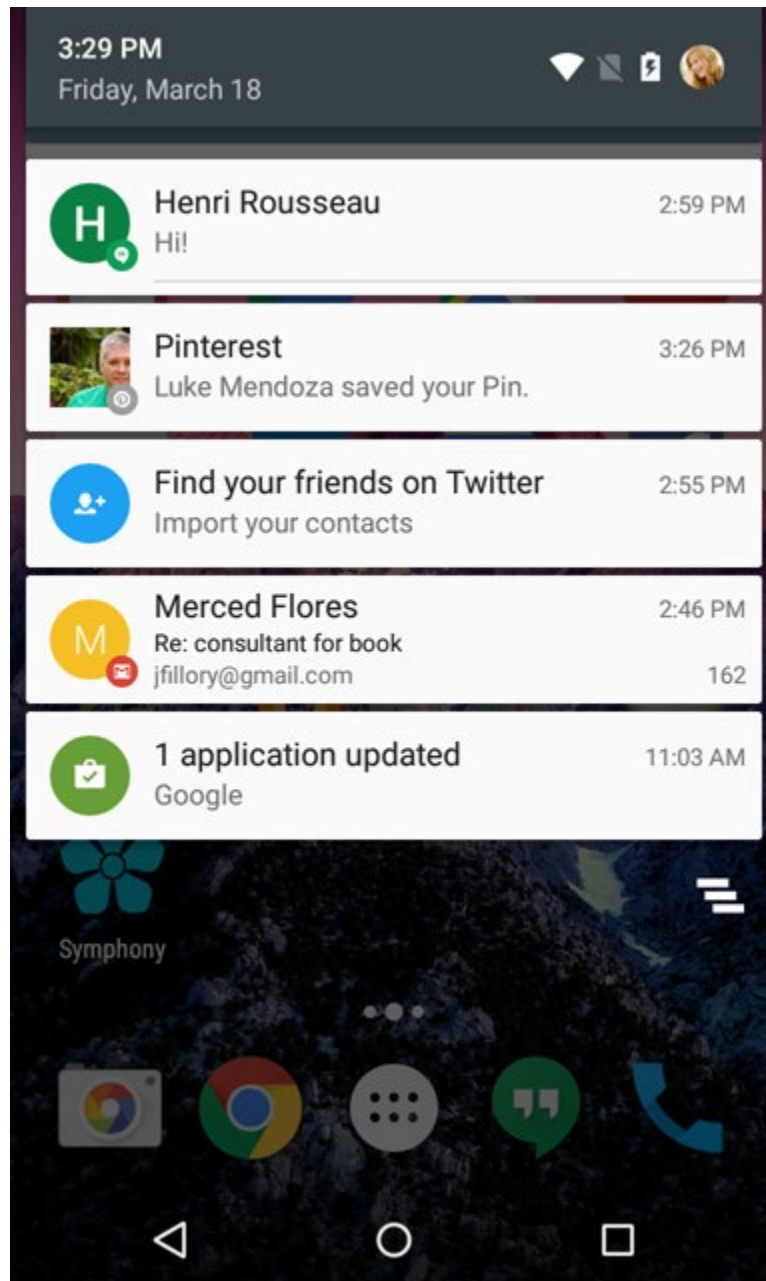 3:29 PM
Friday, March 18
H
Henri Rousseau 2:59 PM
Hi!
Pinterest 3:26 PM
Luke Mendoza saved your Pin.
Find your friends on Twitter 2:55 PM
Import your contacts
M
Merced Flores 2:46 PM
Re: consultant for book
jfillory@gmail.com 162
1 application updated 11:03 AM
Google
Symphony